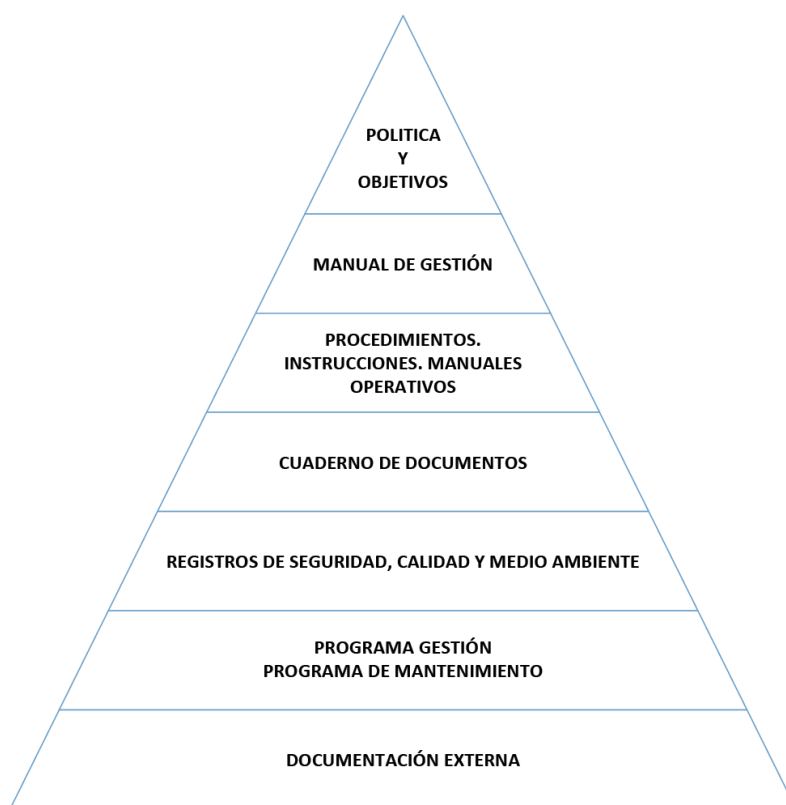 POLITICA
Y
OBJETIVOS
MANUAL DE GESTIÓN
PROCEDIMIENTOS.
INSTRUCCIONES. MANUALES
OPERATIVOS
CUADERNO DE DOCUMENTOS
REGISTROS DE SEGURIDAD, CALIDAD Y MEDIO AMBIENTE
PROGRAMA GESTIÓN
PROGRAMA DE MANTENIMIENTO
DOCUMENTACIÓN EXTERNA